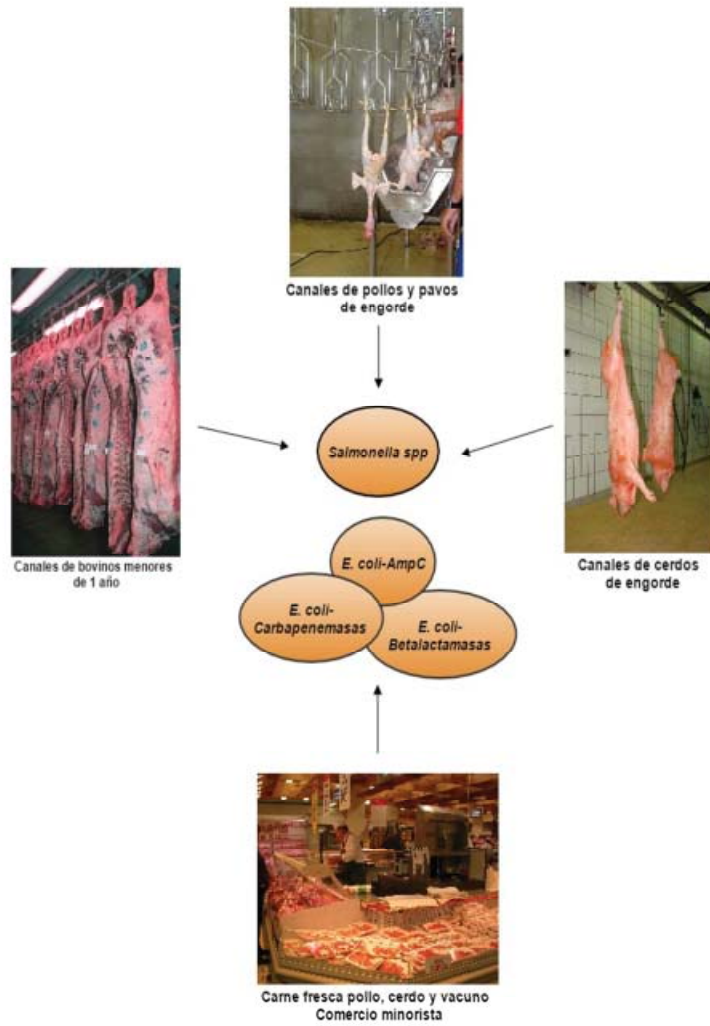 Canales de pollos y pavos
de engorde
Canales de bovinos menores
de 1 año
Salmonella spp
Canales de cerdos
de engorde
E. coli-AmpC
E. coli-
Carbapenemasas
E. coli-
Betalactamasas
Carne fresca pollo, cerdo y vacuno
Comercio minorista